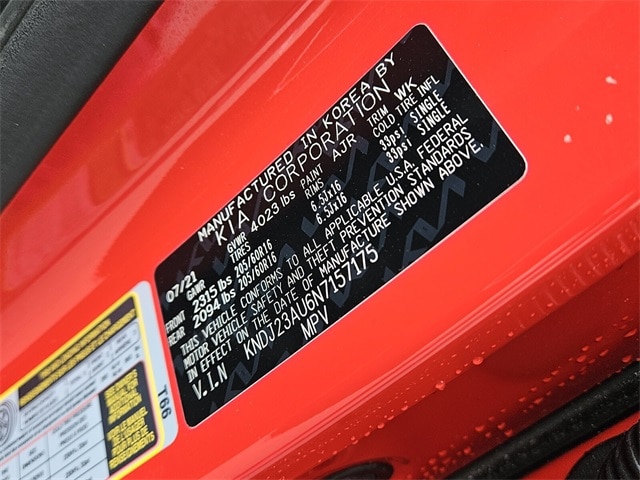 MANUFACTURED IN KOREA BY
KIA CORPORATION
07/21 GVWR 4023 lbs PAINT AJR TRIM WK
GAWR TIRES RIMS COLD TIRE INFL
FRONT 2315 lbs 205/60R16 6.5Jx16 33psi SINGLE
REAR 2094 lbs 205/60R16 6.5Jx16 33psi SINGLE
THIS VEHICLE CONFORMS TO ALL APPLICABLE U.S.A. FEDERAL
MOTOR VEHICLE SAFETY AND THEFT PREVENTION STANDARDS
IN EFFECT ON THE DATE OF MANUFACTURE SHOWN ABOVE.
V.I.N KNDJ23AU6N7157175
MPV
T66